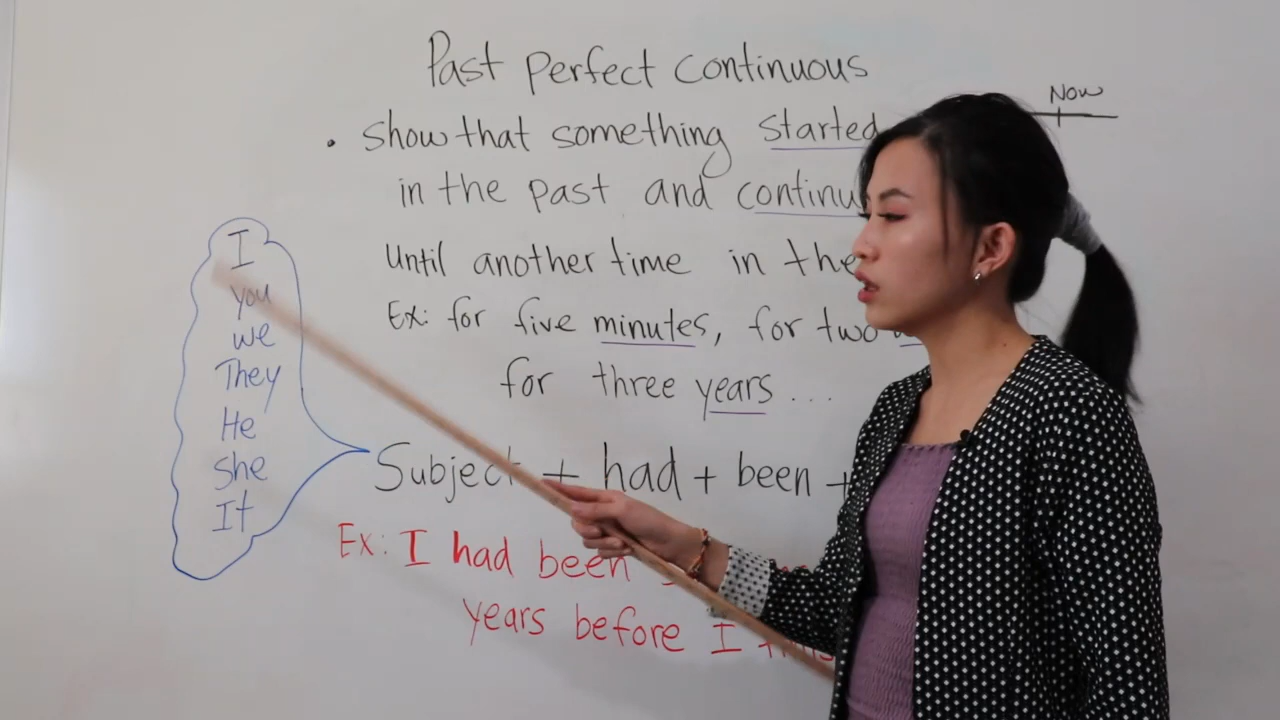 Past perfect continuous
Now
• Show that something started
in the past and continu
Until another time in the
Ex: for five minutes, for two
for three years ...
I
you
we
They
He
She
It
Subject + had + been +
Ex: I had been
years before I